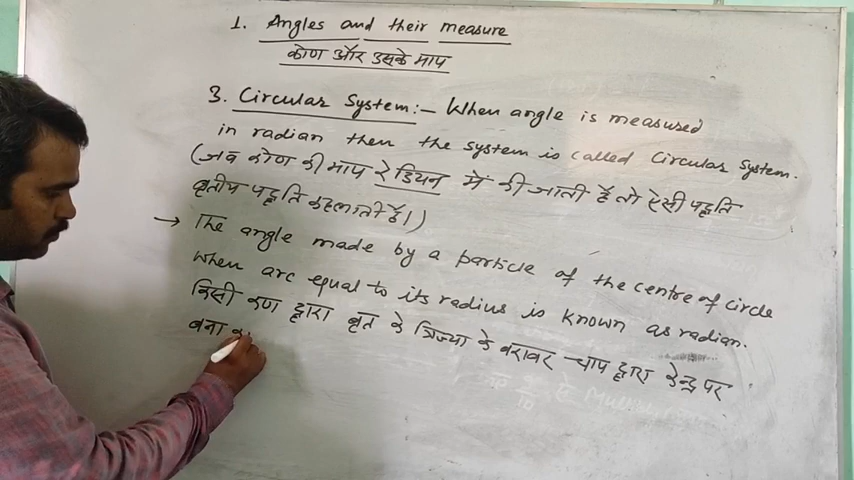 1. Angles and their measure
कोण और उसके माप
3. Circular System:- When angle is measured
in radian then the system is called Circular System.
(जब कोण की माप रेडियन में की जाती हैं तो ऐसी पद्धति
वृतीय पद्धति कहलाती हैं।)
→ The angle made by a particle of the centre of circle
when arc equal to its radius is known as radian.
किसी कण द्वारा वृत के त्रिज्या के बराबर चाप द्वारा केन्द्र पर
बना